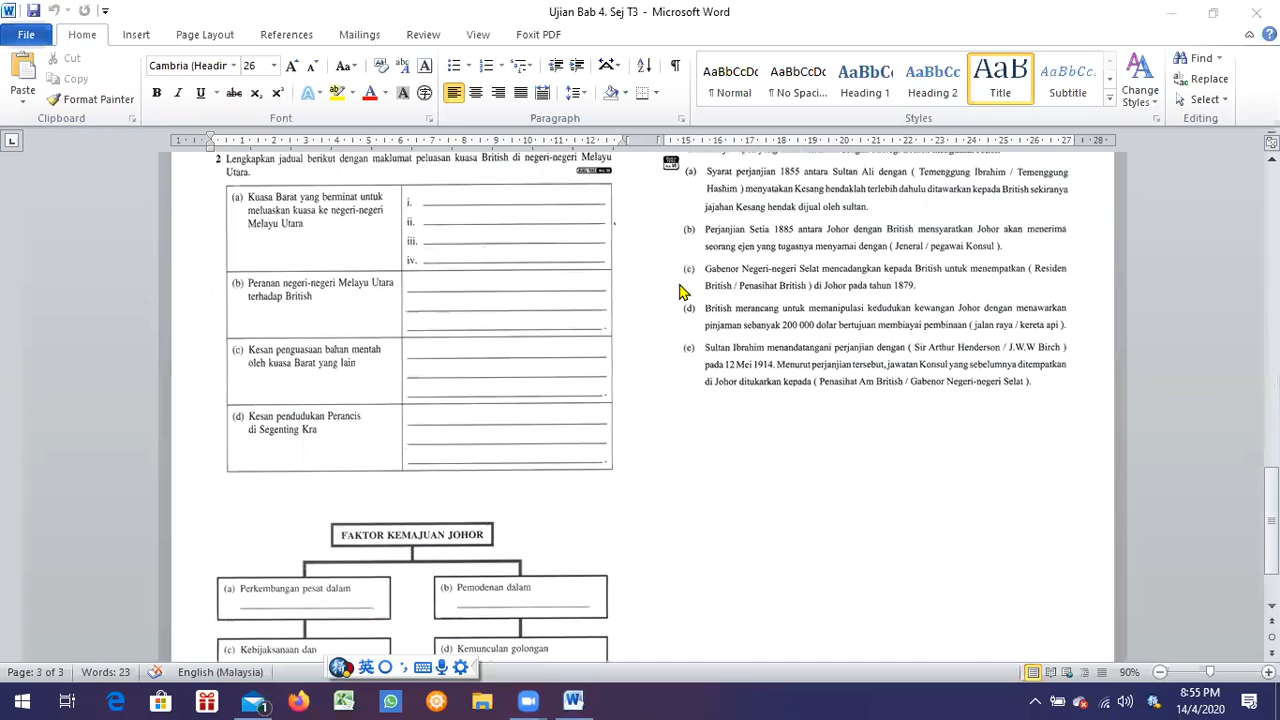 Ujian Bab 4. Sej T3 - Microsoft Word
File Home Insert Page Layout References Mailings Review View Foxit PDF
Paste
Cut
Copy
Format Painter
Clipboard
Cambria (Headir 26
Font
Paragraph
AaBbCcDc AaBbCcDc AaBbCc AaBbCc AaB AaBbCcL
¶ Normal ¶ No Spaci... Heading 1 Heading 2 Title Subtitle
Change Styles
Styles
Find
Replace
Select
Editing
2 Lengkapkan jadual berikut dengan maklumat peluasan kuasa British di negeri-negeri Melayu
Utara.
(a) Kuasa Barat yang berminat untuk
meluaskan kuasa ke negeri-negeri
Melayu Utara
i.
ii.
iii.
iv.
(b) Peranan negeri-negeri Melayu Utara
terhadap British
(c) Kesan penguasaan bahan mentah
oleh kuasa Barat yang lain
(d) Kesan pendudukan Perancis
di Segenting Kra
FAKTOR KEMAJUAN JOHOR
(a) Perkembangan pesat dalam
(b) Pemodenan dalam
(c) Kebijaksanaan dan
(d) Kemunculan golongan
(a) Syarat perjanjian 1855 antara Sultan Ali dengan ( Temenggung Ibrahim / Temenggung
Hashim ) menyatakan Kesang hendaklah terlebih dahulu ditawarkan kepada British sekiranya
jajahan Kesang hendak dijual oleh sultan.
(b) Perjanjian Setia 1885 antara Johor dengan British mensyaratkan Johor akan menerima
seorang ejen yang tugasnya menyamai dengan ( Jeneral / pegawai Konsul ).
(c) Gabenor Negeri-negeri Selat mencadangkan kepada British untuk menempatkan ( Residen
British / Penasihat British ) di Johor pada tahun 1879.
(d) British merancang untuk memanipulasi kedudukan kewangan Johor dengan menawarkan
pinjaman sebanyak 200 000 dolar bertujuan membiayai pembinaan ( jalan raya / kereta api ).
(e) Sultan Ibrahim menandatangani perjanjian dengan ( Sir Arthur Henderson / J.W.W Birch )
pada 12 Mei 1914. Menurut perjanjian tersebut, jawatan Konsul yang sebelumnya ditempatkan
di Johor ditukarkan kepada ( Penasihat Am British / Gabenor Negeri-negeri Selat ).
Page: 3 of 3 Words: 23 English (Malaysia) 英 90%
8:55 PM
14/4/2020